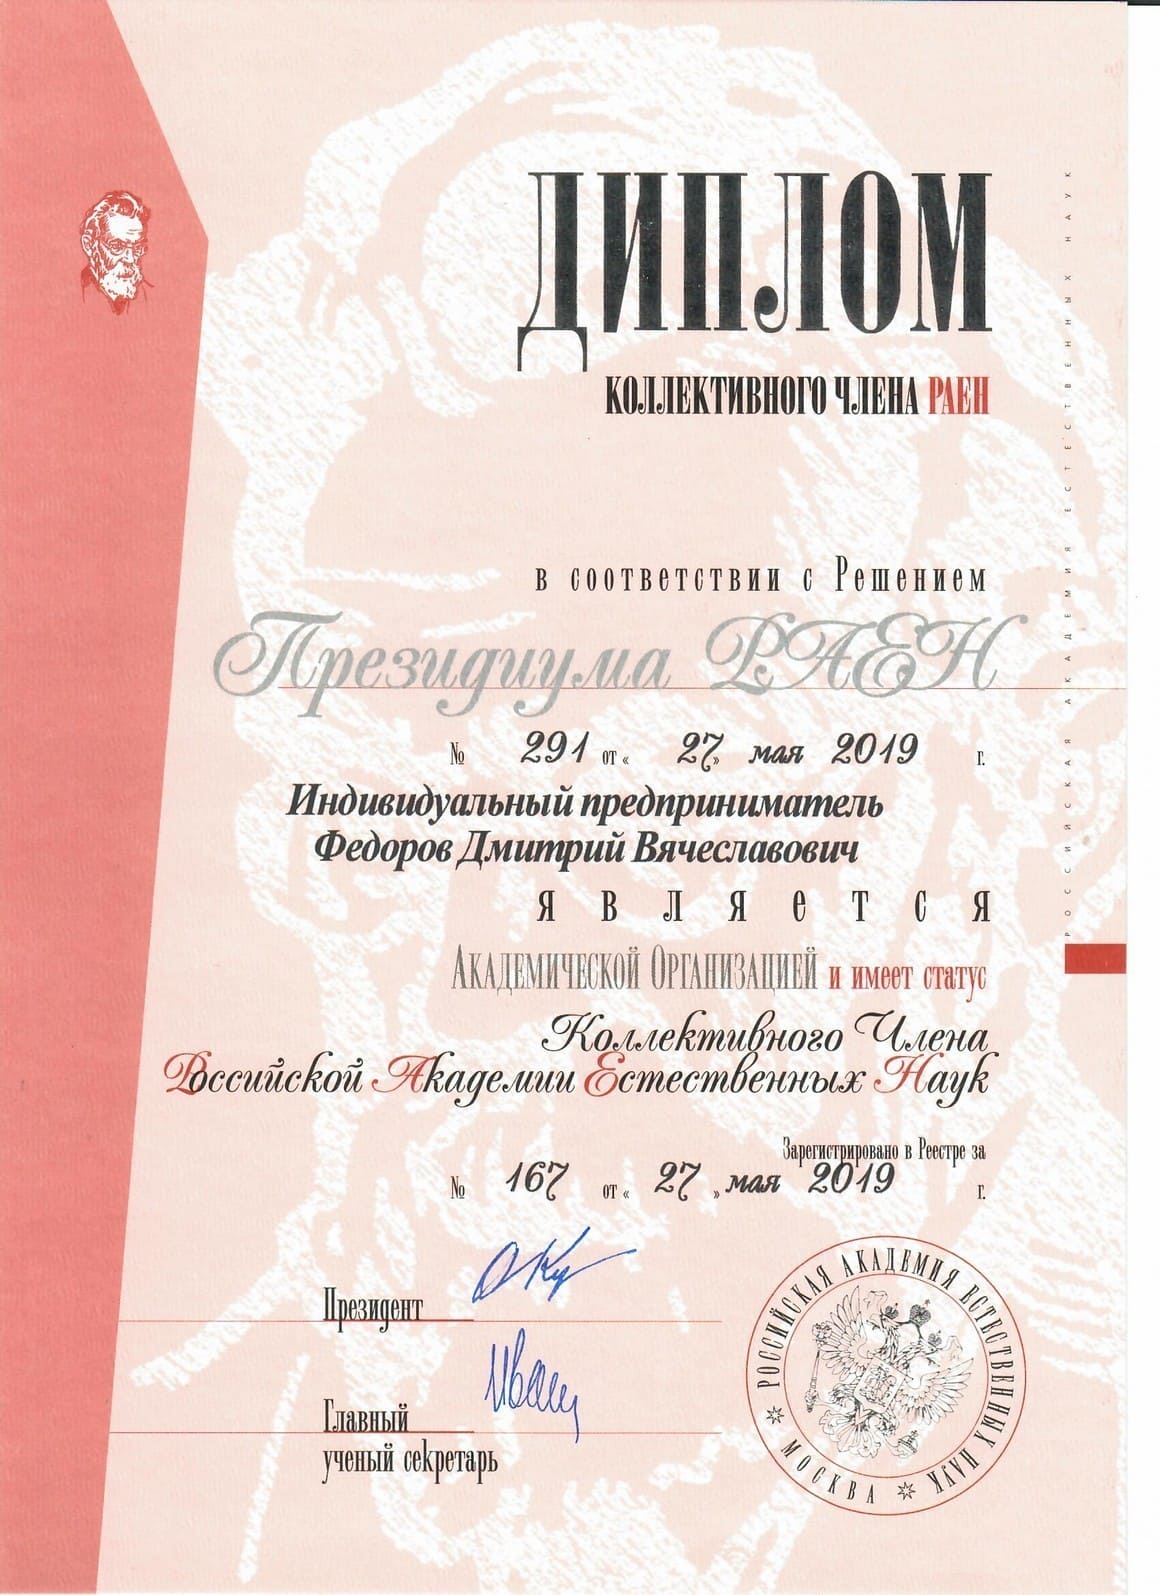 ДИПЛОМ
КОЛЛЕКТИВНОГО ЧЛЕНА РАЕН
в соответствии с Решением
Президиума РАЕН
№ 291 от « 27 » мая 2019 г.
Индивидуальный предприниматель
Федоров Дмитрий Вячеславович
является
Академической Организацией и имеет статус
Коллективного Члена
Российской Академии Естественных Наук
Зарегистрировано в Реестре за
№ 167 от « 27 » мая 2019 г.
Президент
Главный
ученый секретарь
РОССИЙСКАЯ АКАДЕМИЯ ЕСТЕСТВЕННЫХ НАУК
МОСКВА
РОССИЙСКАЯ АКАДЕМИЯ ЕСТЕСТВЕННЫХ НАУК